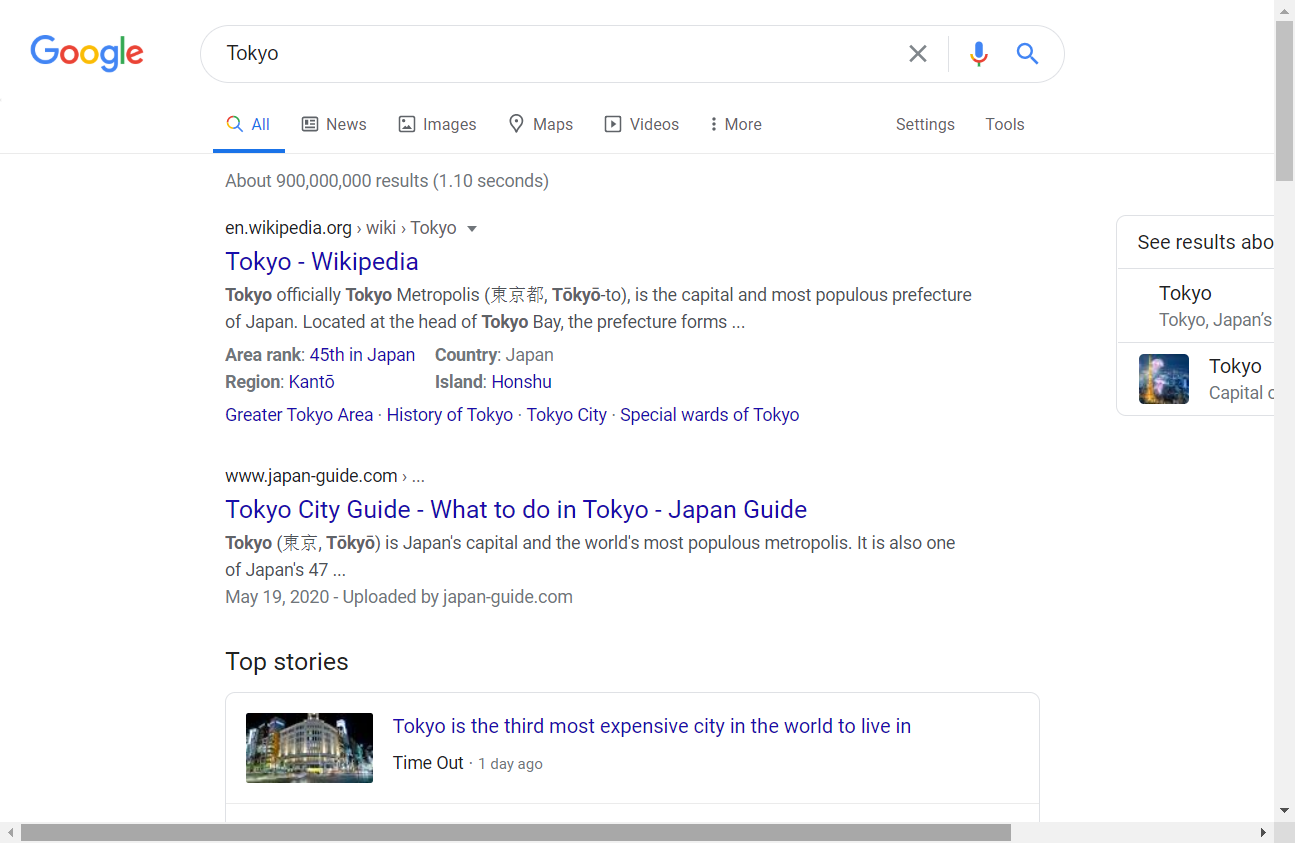 Google
Tokyo
All
News
Images
Maps
Videos
More
Settings
Tools
About 900,000,000 results (1.10 seconds)
en.wikipedia.org › wiki › Tokyo
Tokyo - Wikipedia
Tokyo officially Tokyo Metropolis (東京都, Tōkyō-to), is the capital and most populous prefecture
of Japan. Located at the head of Tokyo Bay, the prefecture forms ...
Area rank: 45th in Japan Country: Japan
Region: Kantō Island: Honshu
Greater Tokyo Area · History of Tokyo · Tokyo City · Special wards of Tokyo
www.japan-guide.com › ...
Tokyo City Guide - What to do in Tokyo - Japan Guide
Tokyo (東京, Tōkyō) is Japan's capital and the world's most populous metropolis. It is also one
of Japan's 47 ...
May 19, 2020 - Uploaded by japan-guide.com
Top stories
Tokyo is the third most expensive city in the world to live in
Time Out · 1 day ago
See results abo
Tokyo
Tokyo, Japan’s
Tokyo
Capital o